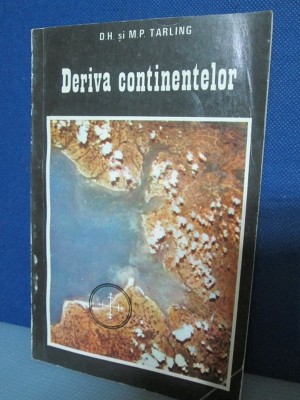 D.H. și M.P. TARLING
Deriva continentelor